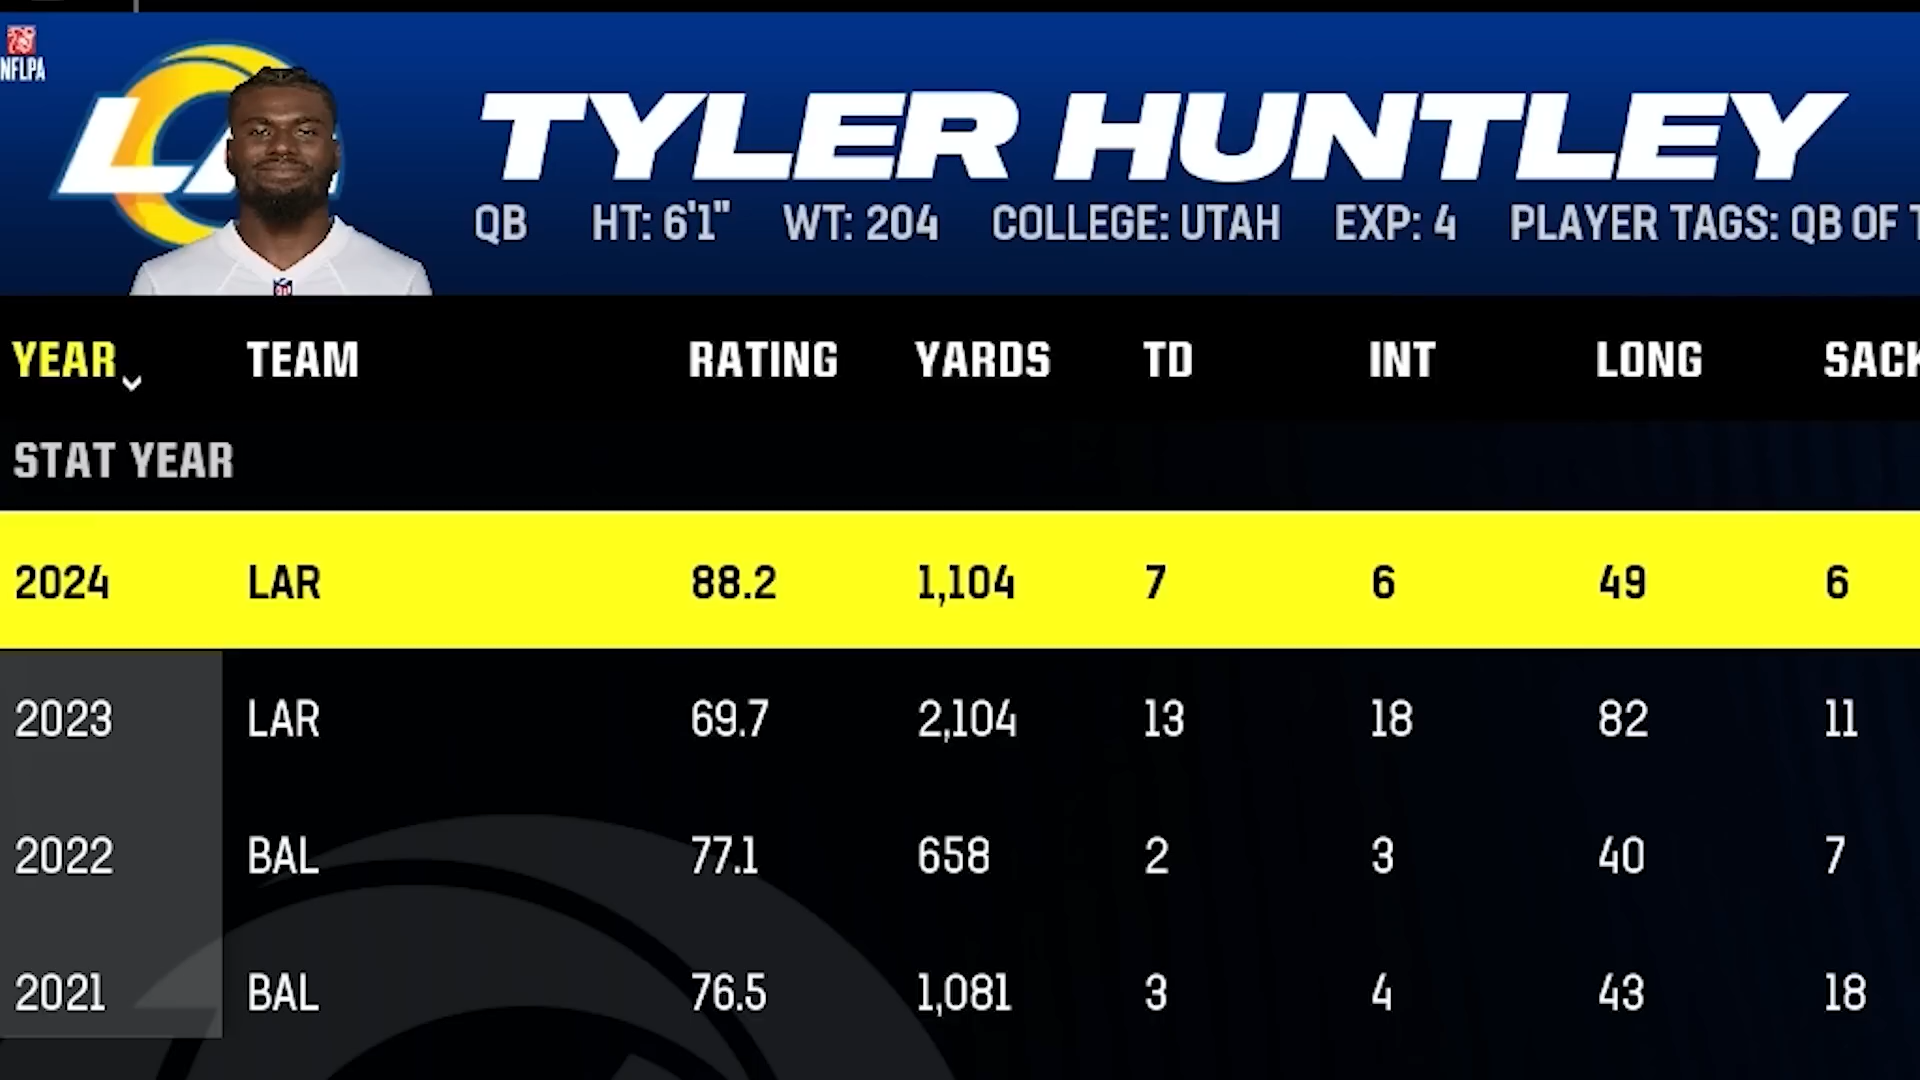 NFLPA
LA
TYLER HUNTLEY
QB HT: 6'1" WT: 204 COLLEGE: UTAH EXP: 4 PLAYER TAGS: QB OF
YEAR TEAM RATING YARDS TD INT LONG SACK
STAT YEAR
2024 LAR 88.2 1,104 7 6 49 6
2023 LAR 69.7 2,104 13 18 82 11
2022 BAL 77.1 658 2 3 40 7
2021 BAL 76.5 1,081 3 4 43 18